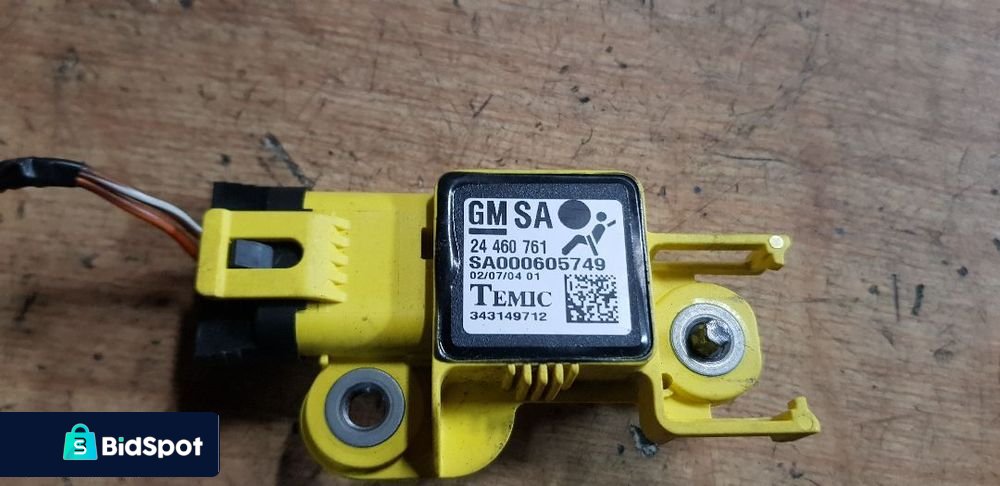 GM SA
24 460 761
SA000605749
02/07/04 01
TEMIC
343149712
S
BidSpot